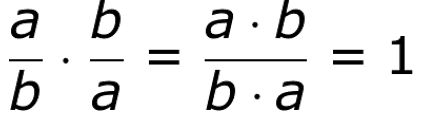 a/b · b/a = a · b / b · a = 1